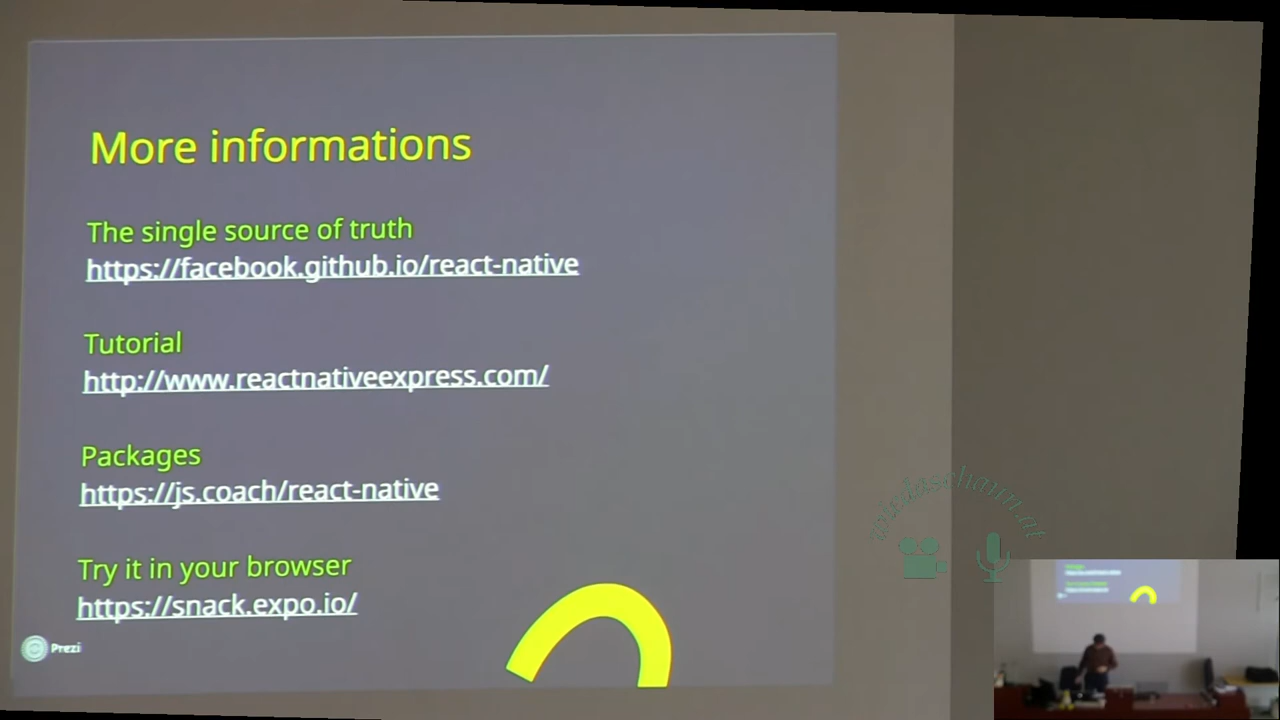 More informations
The single source of truth
https://facebook.github.io/react-native
Tutorial
http://www.reactnativeexpress.com/
Packages
https://js.coach/react-native
Try it in your browser
https://snack.expo.io/
Prezi